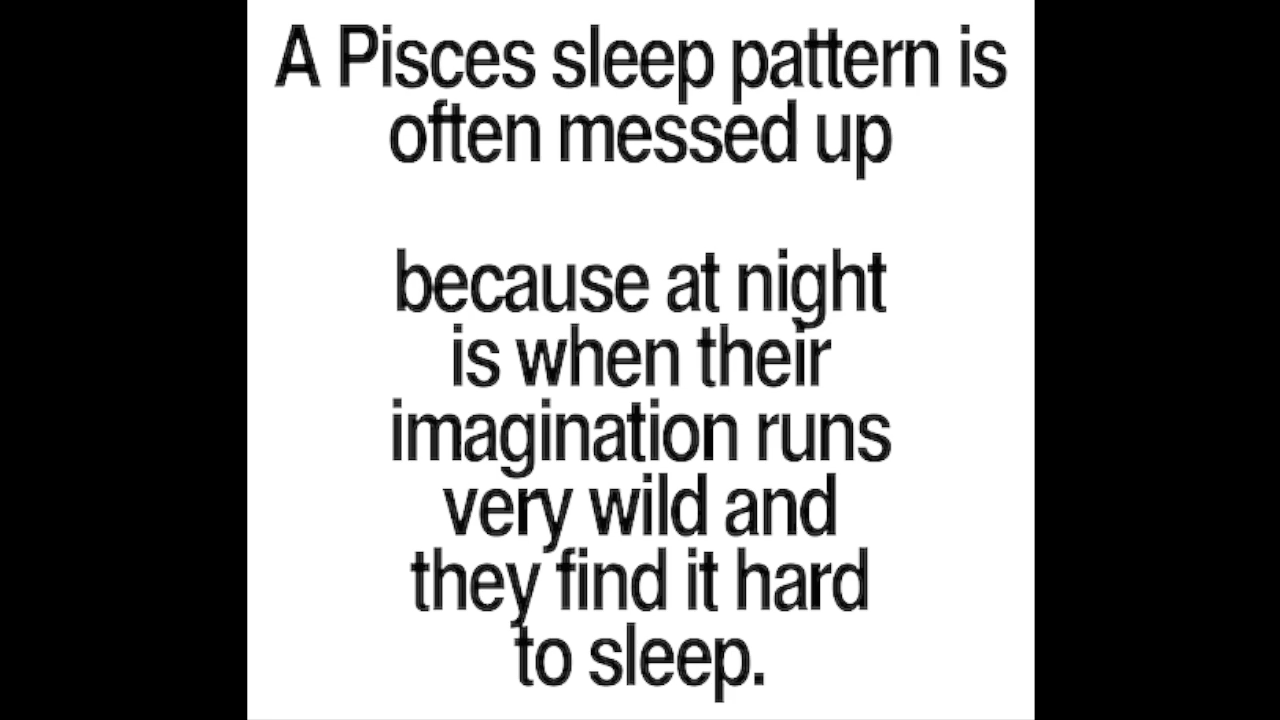 A Pisces sleep pattern is
often messed up
because at night
is when their
imagination runs
very wild and
they find it hard
to sleep.